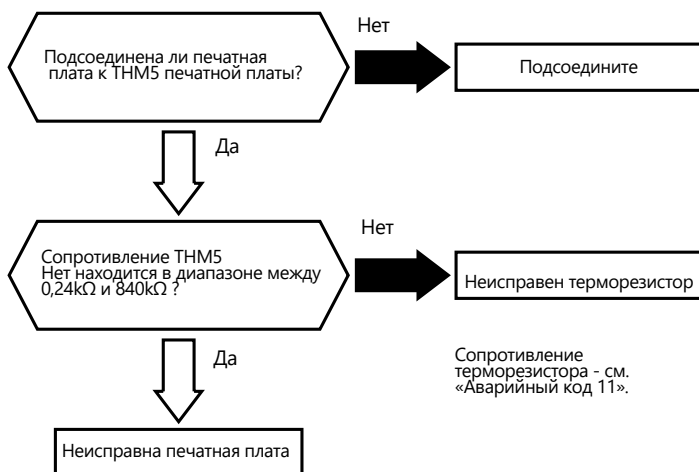 Нет
Подсоединена ли печатная
плата к THM5 печатной платы?
Подсоедините
Да
Сопротивление THM5
Нет находится в диапазоне между
0,24kΩ и 840kΩ ?
Нет
Неисправен терморезистор
Да
Сопротивление
терморезистора - см.
«Аварийный код 11».
Неисправна печатная плата